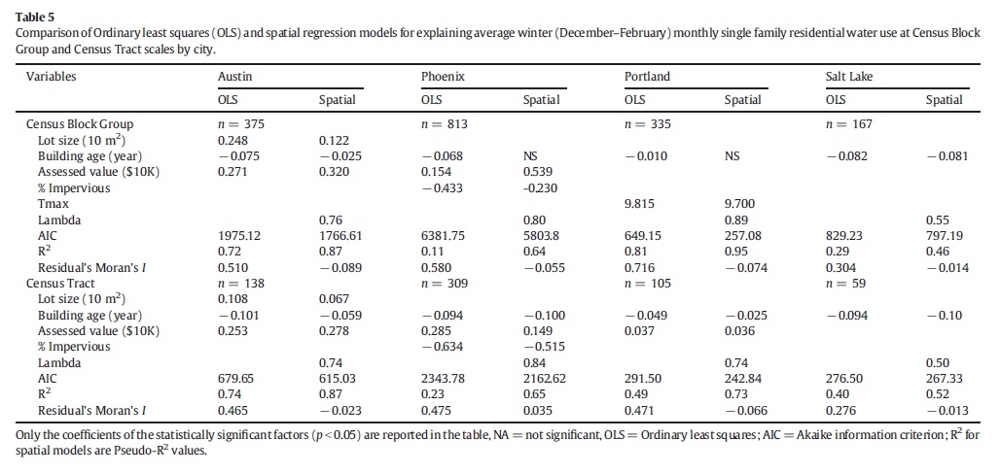 Table 5
Comparison of Ordinary least squares (OLS) and spatial regression models for explaining average winter (December–February) monthly single family residential water use at Census Block
Group and Census Tract scales by city.
Variables Austin Phoenix Portland Salt Lake
OLS Spatial OLS Spatial OLS Spatial OLS Spatial
Census Block Group n = 375 n = 813 n = 335 n = 167
Lot size (10 m²) 0.248 0.122
Building age (year) −0.075 −0.025 −0.068 NS −0.010 NS −0.082 −0.081
Assessed value ($10K) 0.271 0.320 0.154 0.539
% Impervious −0.433 -0.230
Tmax 9.815 9.700
Lambda 0.76 0.80 0.89 0.55
AIC 1975.12 1766.61 6381.75 5803.8 649.15 257.08 829.23 797.19
R² 0.72 0.87 0.11 0.64 0.81 0.95 0.29 0.46
Residual's Moran's I 0.510 −0.089 0.580 −0.055 0.716 −0.074 0.304 −0.014
Census Tract n = 138 n = 309 n = 105 n = 59
Lot size (10 m²) 0.108 0.067
Building age (year) −0.101 −0.059 −0.094 −0.100 −0.049 −0.025 −0.094 −0.10
Assessed value ($10K) 0.253 0.278 0.285 0.149 0.037 0.036
% Impervious −0.634 −0.515
Lambda 0.74 0.84 0.74 0.50
AIC 679.65 615.03 2343.78 2162.62 291.50 242.84 276.50 267.33
R² 0.74 0.87 0.23 0.65 0.49 0.73 0.40 0.52
Residual's Moran's I 0.465 −0.023 0.475 0.035 0.471 −0.066 0.276 −0.013
Only the coefficients of the statistically significant factors (p<0.05) are reported in the table, NA = not significant, OLS = Ordinary least squares; AIC = Akaike information criterion; R² for
spatial models are Pseudo-R² values.